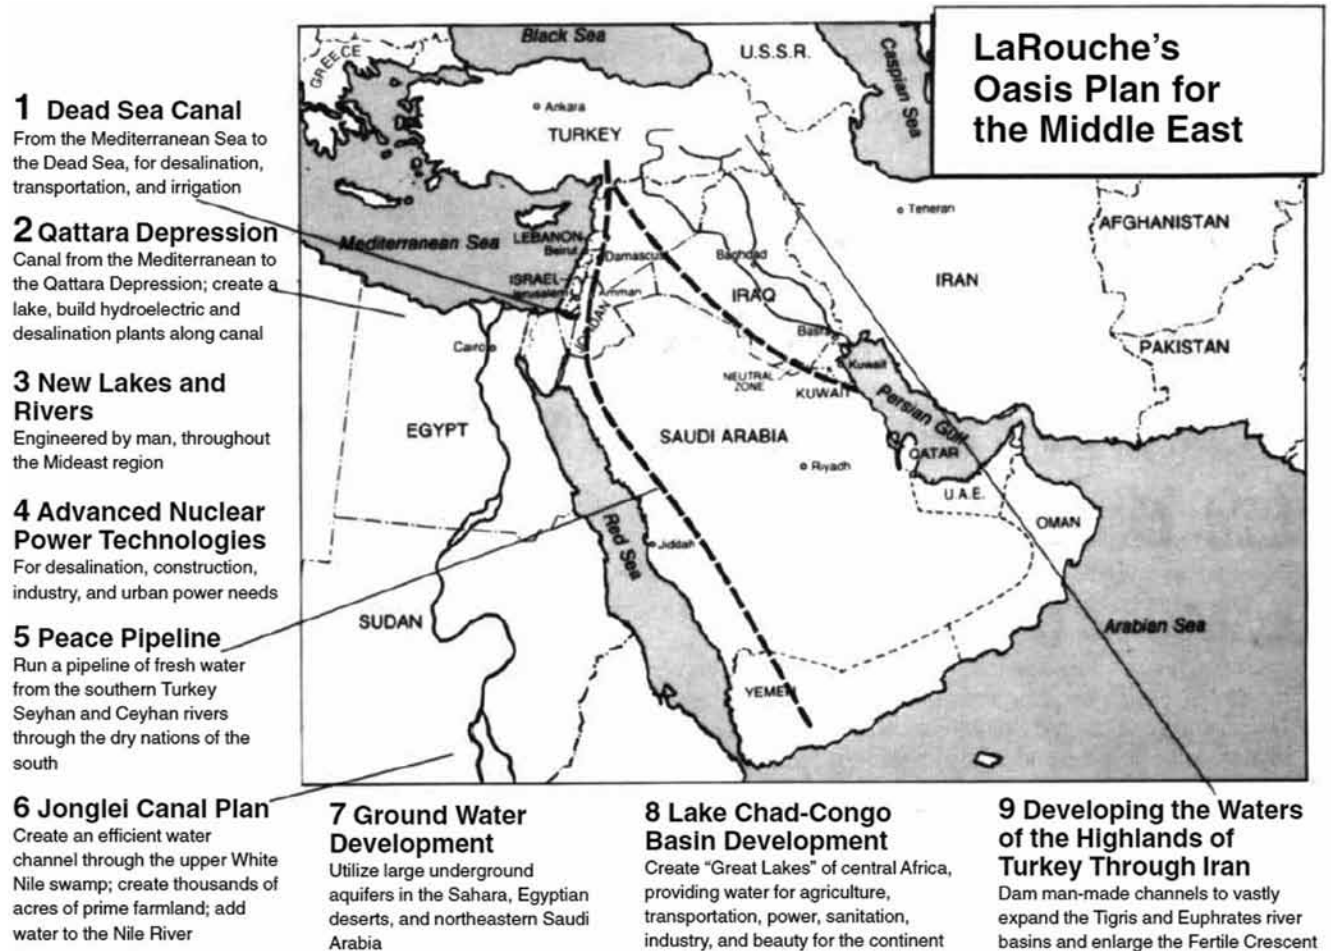 LaRouche's
Oasis Plan for
the Middle East
1 Dead Sea Canal
From the Mediterranean Sea to
the Dead Sea, for desalination,
transportation, and irrigation
2 Qattara Depression
Canal from the Mediterranean to
the Qattara Depression; create a
lake, build hydroelectric and
desalination plants along canal
3 New Lakes and
Rivers
Engineered by man, throughout
the Mideast region
4 Advanced Nuclear
Power Technologies
For desalination, construction,
industry, and urban power needs
5 Peace Pipeline
Run a pipeline of fresh water
from the southern Turkey
Seyhan and Ceyhan rivers
through the dry nations of the
south
6 Jonglei Canal Plan
Create an efficient water
channel through the upper White
Nile swamp; create thousands of
acres of prime farmland; add
water to the Nile River
7 Ground Water
Development
Utilize large underground
aquifers in the Sahara, Egyptian
deserts, and northeastern Saudi
Arabia
8 Lake Chad-Congo
Basin Development
Create "Great Lakes" of central Africa,
providing water for agriculture,
transportation, power, sanitation,
industry, and beauty for the continent
9 Developing the Waters
of the Highlands of
Turkey Through Iran
Dam man-made channels to vastly
expand the Tigris and Euphrates river
basins and enlarge the Fertile Crescent
GREECE
Black Sea
U.S.S.R.
Caspian Sea
Ankara
TURKEY
Teneran
AFGHANISTAN
Mediterranean Sea
LEBANON
Beirut
Damascus
Baghdad
ISRAEL
Jerusalem
Amman
JORDAN
IRAQ
IRAN
Cairo
Basra
PAKISTAN
NEUTRAL
ZONE
Kuwait
KUWAIT
Persian Gulf
EGYPT
SAUDI ARABIA
Riyadh
QATAR
U.A.E.
OMAN
Red Sea
Jiddah
SUDAN
Arabian Sea
YEMEN